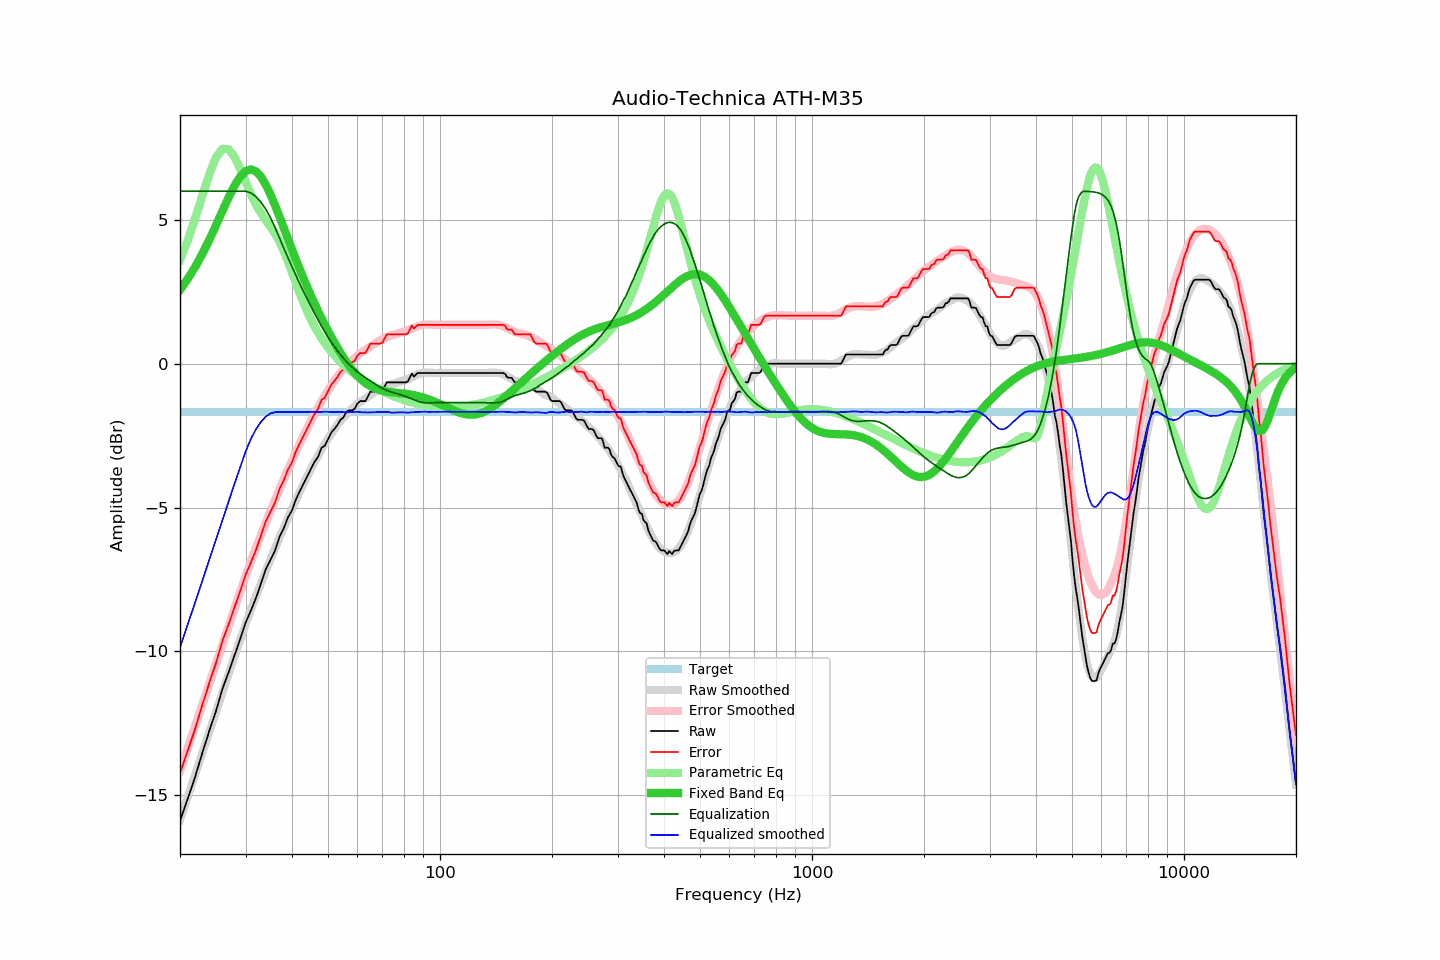 Audio-Technica ATH-M35
Amplitude (dBr)
5
0
−5
−10
−15
100
1000
10000
Frequency (Hz)
Target
Raw Smoothed
Error Smoothed
Raw
Error
Parametric Eq
Fixed Band Eq
Equalization
Equalized smoothed